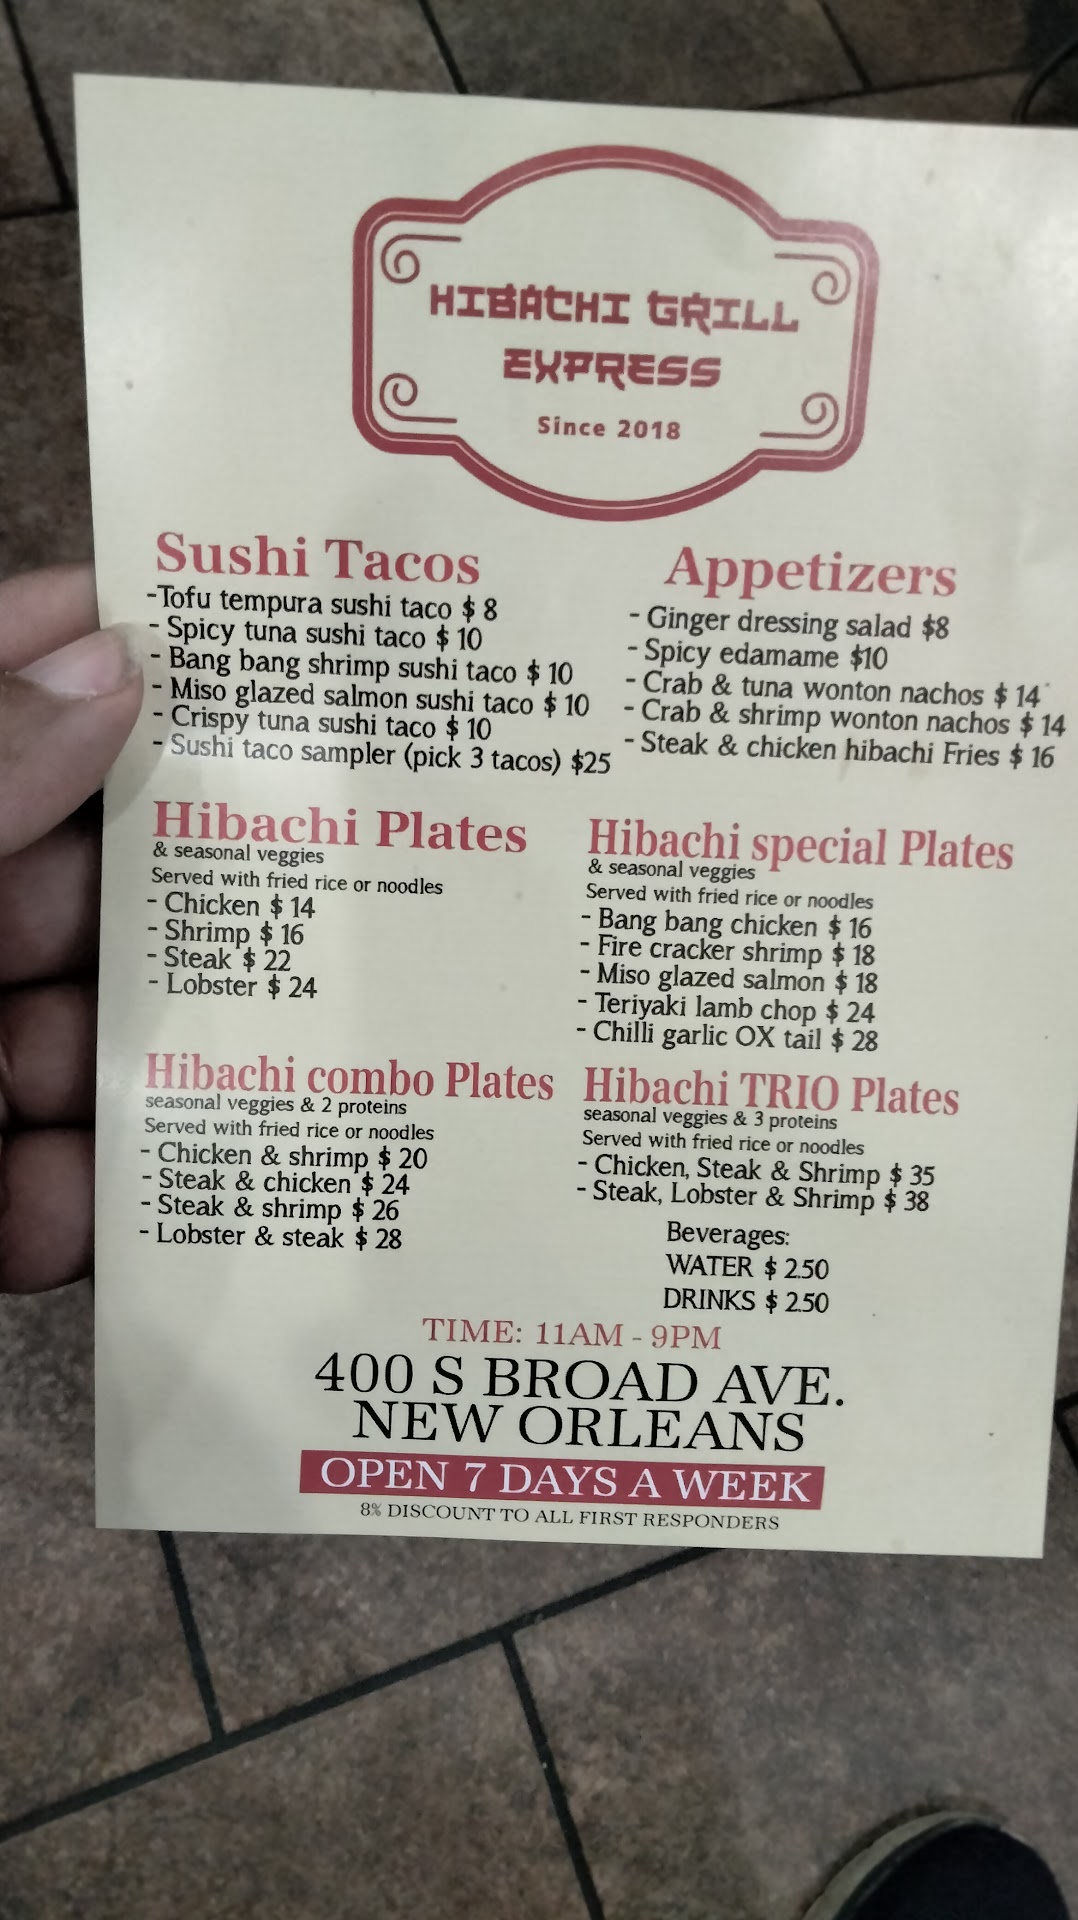 HIBACHI GRILL
EXPRESS
Since 2018
Sushi Tacos
-Tofu tempura sushi taco $ 8
- Spicy tuna sushi taco $ 10
- Bang bang shrimp sushi taco $ 10
- Miso glazed salmon sushi taco $ 10
- Crispy tuna sushi taco $ 10
- Sushi taco sampler (pick 3 tacos) $25
Appetizers
- Ginger dressing salad $8
- Spicy edamame $10
- Crab & tuna wonton nachos $ 14
- Crab & shrimp wonton nachos $ 14
- Steak & chicken hibachi Fries $ 16
Hibachi Plates
& seasonal veggies
Served with fried rice or noodles
- Chicken $ 14
- Shrimp $ 16
- Steak $ 22
- Lobster $ 24
Hibachi special Plates
& seasonal veggies
Served with fried rice or noodles
- Bang bang chicken $ 16
- Fire cracker shrimp $ 18
- Miso glazed salmon $ 18
- Teriyaki lamb chop $ 24
- Chilli garlic OX tail $ 28
Hibachi combo Plates
seasonal veggies & 2 proteins
Served with fried rice or noodles
- Chicken & shrimp $ 20
- Steak & chicken $ 24
- Steak & shrimp $ 26
- Lobster & steak $ 28
Hibachi TRIO Plates
seasonal veggies & 3 proteins
Served with fried rice or noodles
- Chicken, Steak & Shrimp $ 35
- Steak, Lobster & Shrimp $ 38
Beverages:
WATER $ 2.50
DRINKS $ 2.50
TIME: 11AM - 9PM
400 S BROAD AVE.
NEW ORLEANS
OPEN 7 DAYS A WEEK
8% DISCOUNT TO ALL FIRST RESPONDERS